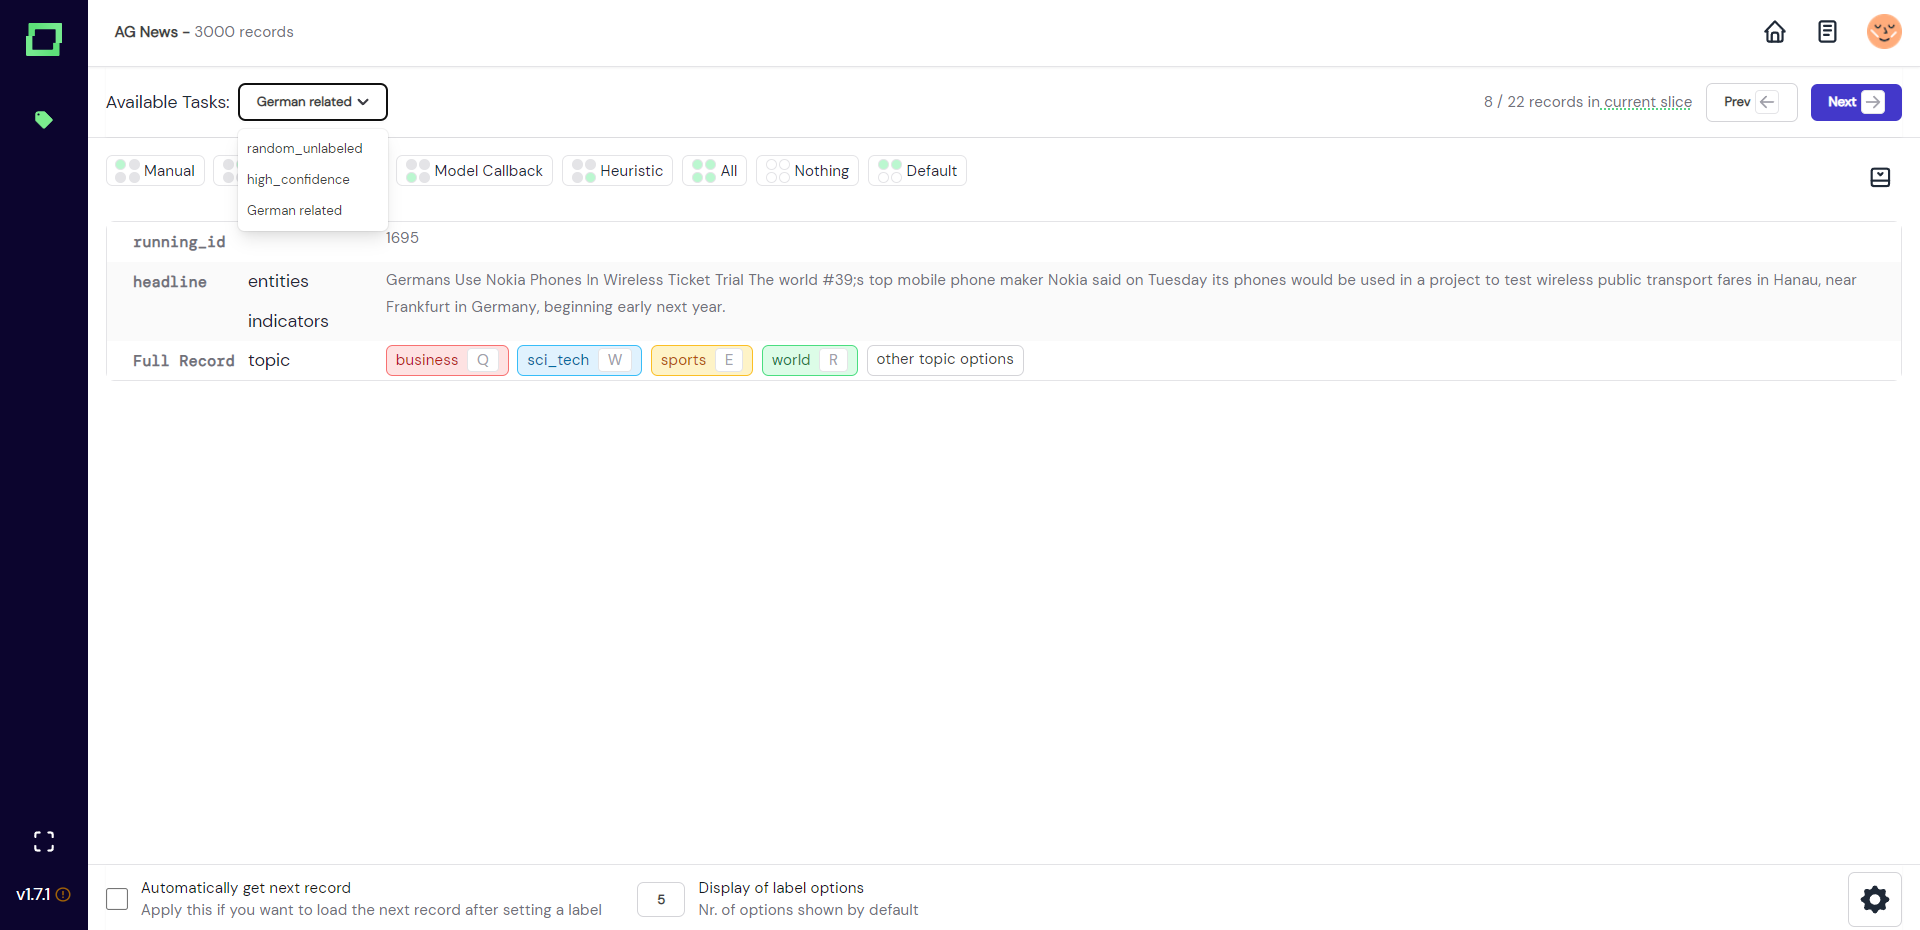 AG News - 3000 records
Available Tasks: German related
8 / 22 records in current slice
Prev
Next
random_unlabeled
high_confidence
German related
Manual
Model Callback
Heuristic
All
Nothing
Default
running_id
1695
headline
entities
Germans Use Nokia Phones In Wireless Ticket Trial The world #39;s top mobile phone maker Nokia said on Tuesday its phones would be used in a project to test wireless public transport fares in Hanau, near
Frankfurt in Germany, beginning early next year.
indicators
Full Record topic
business Q
sci_tech W
sports E
world R
other topic options
v1.7.1
Automatically get next record
Apply this if you want to load the next record after setting a label
5
Display of label options
Nr. of options shown by default